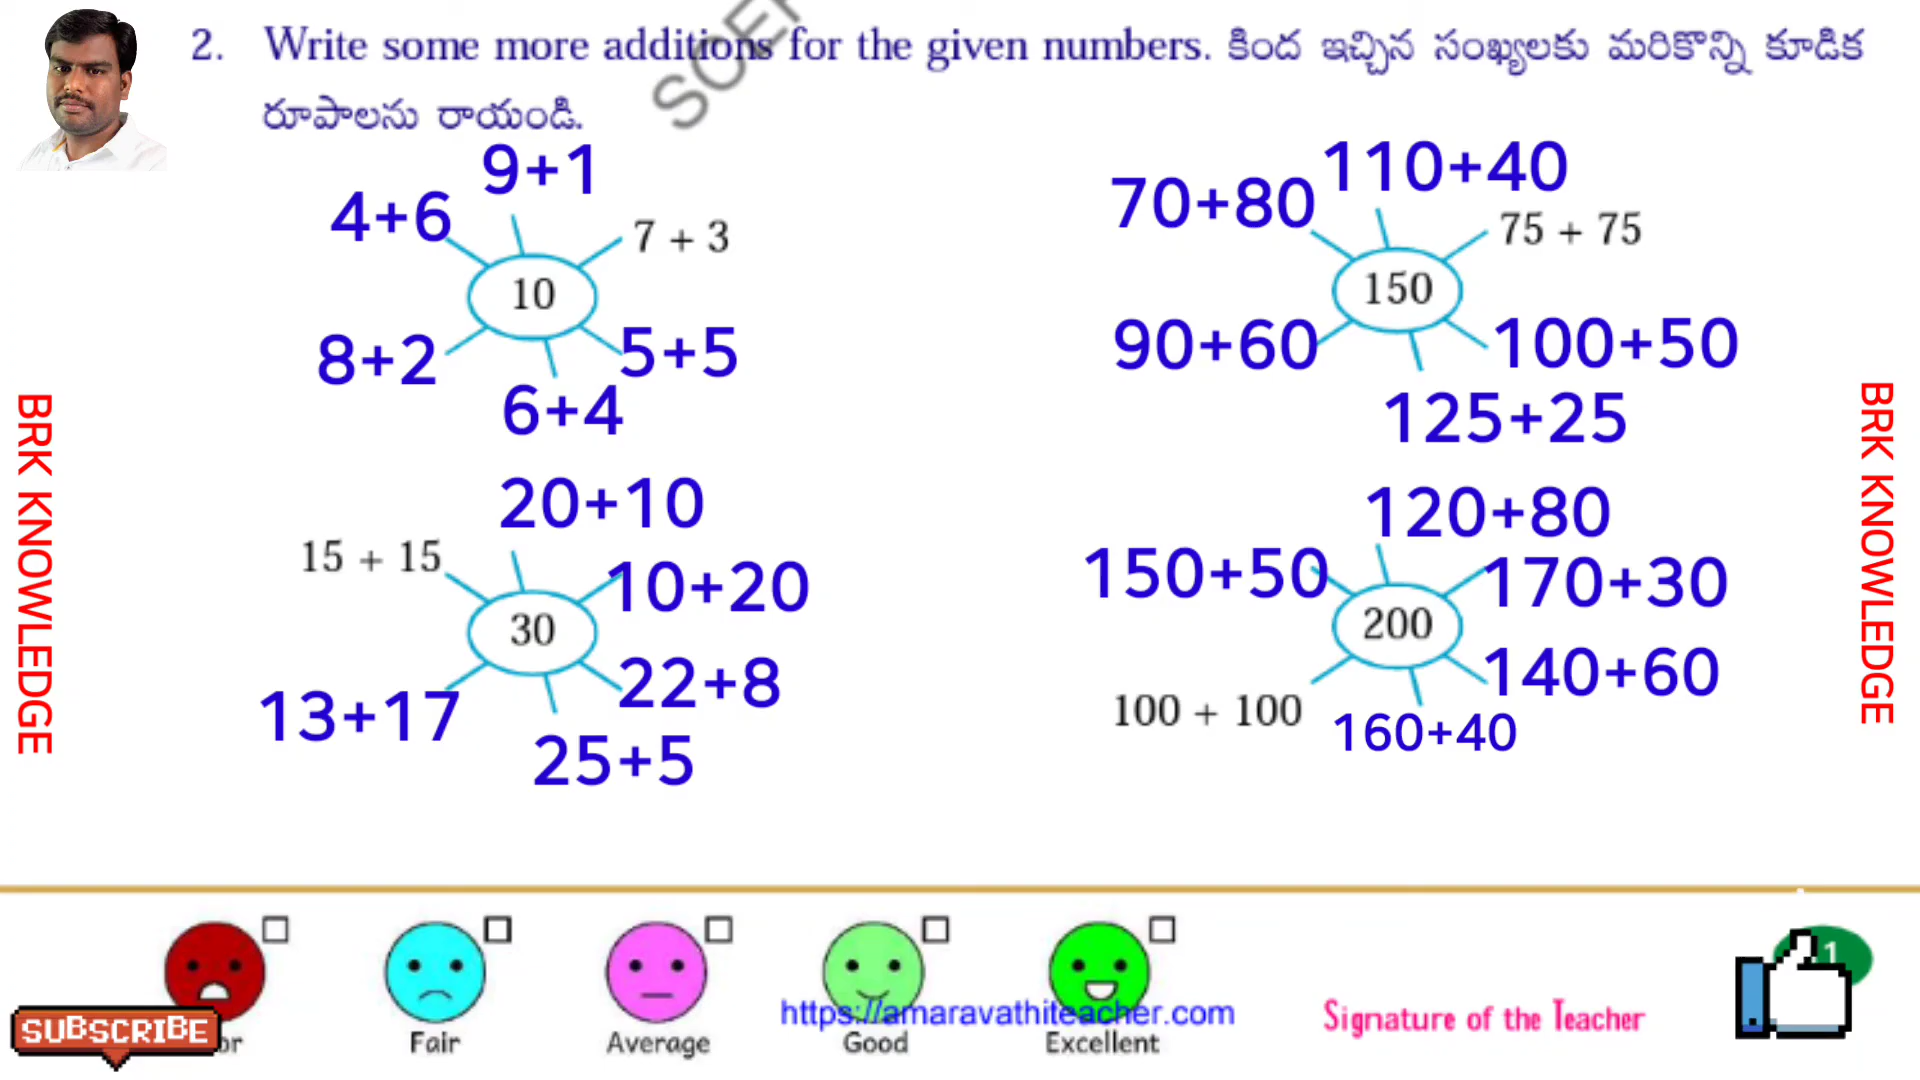 2. Write some more additions for the given numbers. కింద ఇచ్చిన సంఖ్యలకు మరికొన్ని కూడిక
రూపాలను రాయండి.
9+1
4+6
7 + 3
10
8+2
5+5
6+4
110+40
70+80
75 + 75
150
90+60
100+50
125+25
20+10
15 + 15
10+20
30
13+17
22+8
25+5
120+80
150+50
170+30
200
140+60
100 + 100
160+40
BRK KNOWLEDGE
BRK KNOWLEDGE
SUBSCRIBE
Fair
Average
Good
Excellent
https://amaravathiteacher.com
Signature of the Teacher